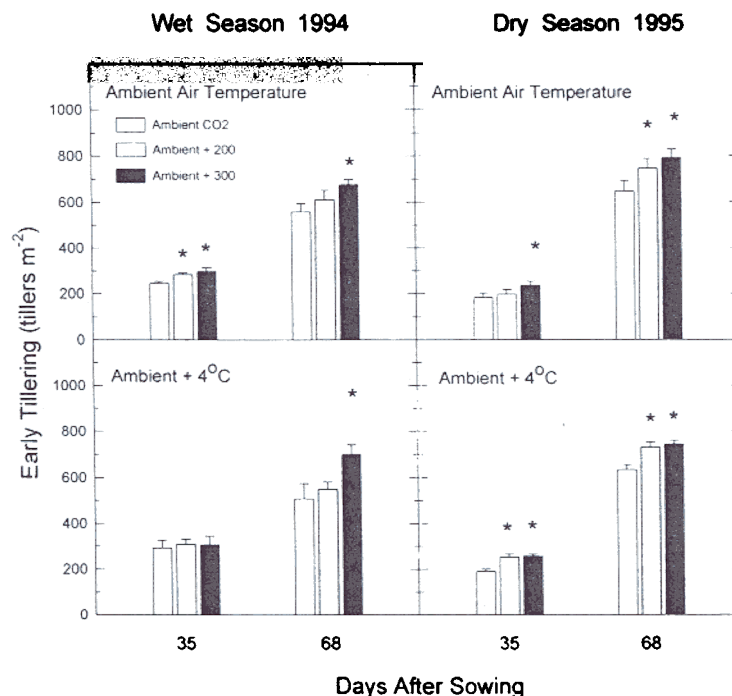 Wet Season 1994 Dry Season 1995
Ambient Air Temperature Ambient Air Temperature
Ambient CO2
Ambient + 200
Ambient + 300
1000
800
600
400
200
0
* * * * * *
Ambient + 4°C Ambient + 4°C
1000
800
600
400
200
0
* * * * *
35 68 35 68
Early Tillering (tillers m⁻²)
Days After Sowing